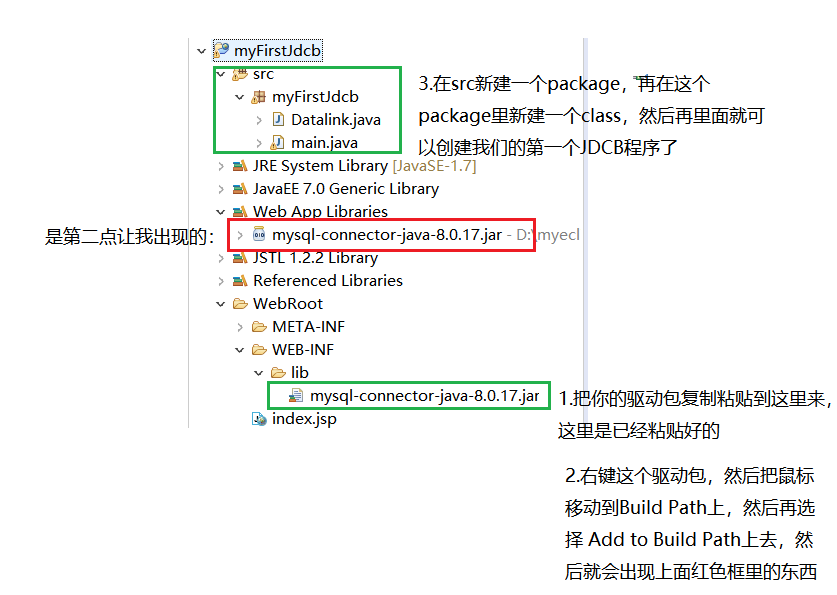 myFirstJdcb
src
myFirstJdcb
Datalink.java
main.java
3.在src新建一个package，再在这个
package里新建一个class，然后再里面就可
以创建我们的第一个JDCB程序了
JRE System Library [JavaSE-1.7]
JavaEE 7.0 Generic Library
Web App Libraries
是第二点让我出现的：
mysql-connector-java-8.0.17.jar - D:\myecl
JSTL 1.2.2 Library
Referenced Libraries
WebRoot
META-INF
WEB-INF
lib
mysql-connector-java-8.0.17.jar
index.jsp
1.把你的驱动包复制粘贴到这里来，
这里是已经粘贴好的
2.右键这个驱动包，然后把鼠标
移动到Build Path上，然后再选
择 Add to Build Path上去，然
后就会出现上面红色框里的东西